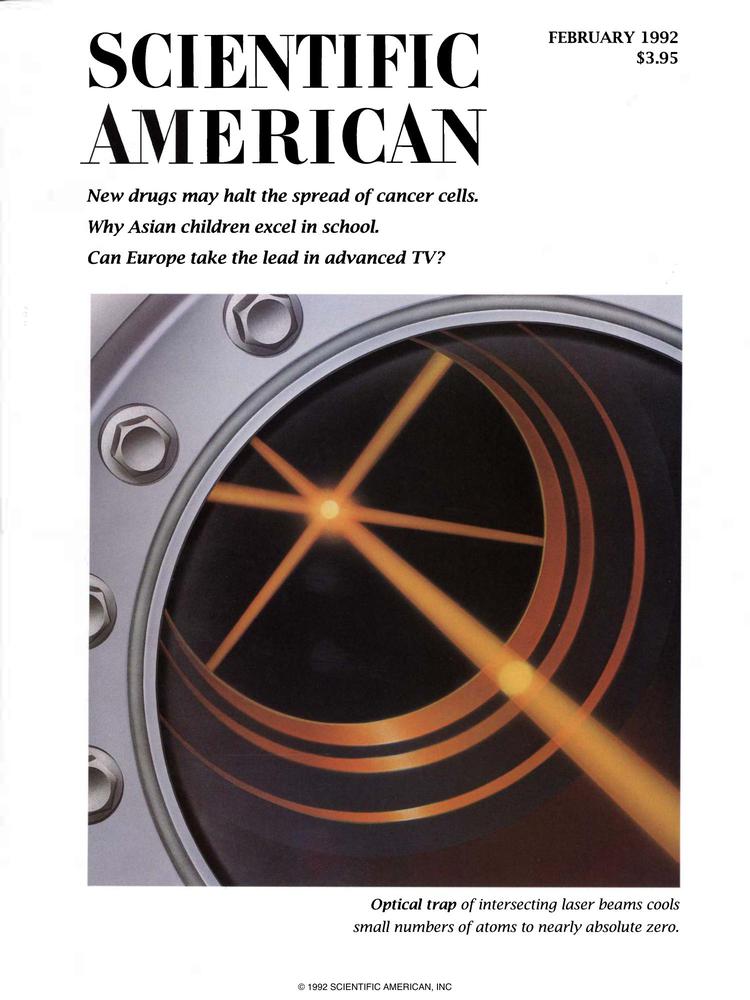 SCIENTIFIC
AMERICAN
FEBRUARY 1992
$3.95
New drugs may halt the spread of cancer cells.
Why Asian children excel in school.
Can Europe take the lead in advanced TV?
Optical trap of intersecting laser beams cools
small numbers of atoms to nearly absolute zero.
© 1992 SCIENTIFIC AMERICAN, INC